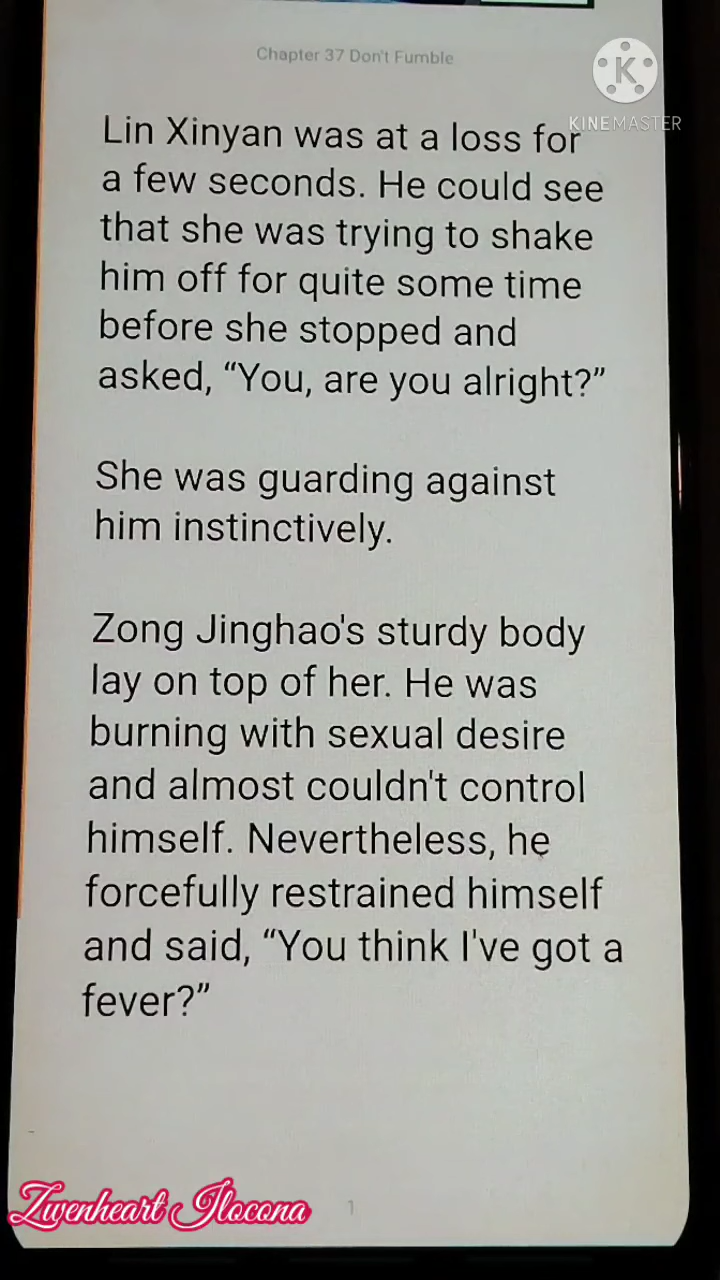 Chapter 37 Don't Fumble
K
KINEMASTER
Lin Xinyan was at a loss for
a few seconds. He could see
that she was trying to shake
him off for quite some time
before she stopped and
asked, “You, are you alright?”
She was guarding against
him instinctively.
Zong Jinghao's sturdy body
lay on top of her. He was
burning with sexual desire
and almost couldn't control
himself. Nevertheless, he
forcefully restrained himself
and said, “You think I've got a
fever?”
Zwenheart Ilocona
1